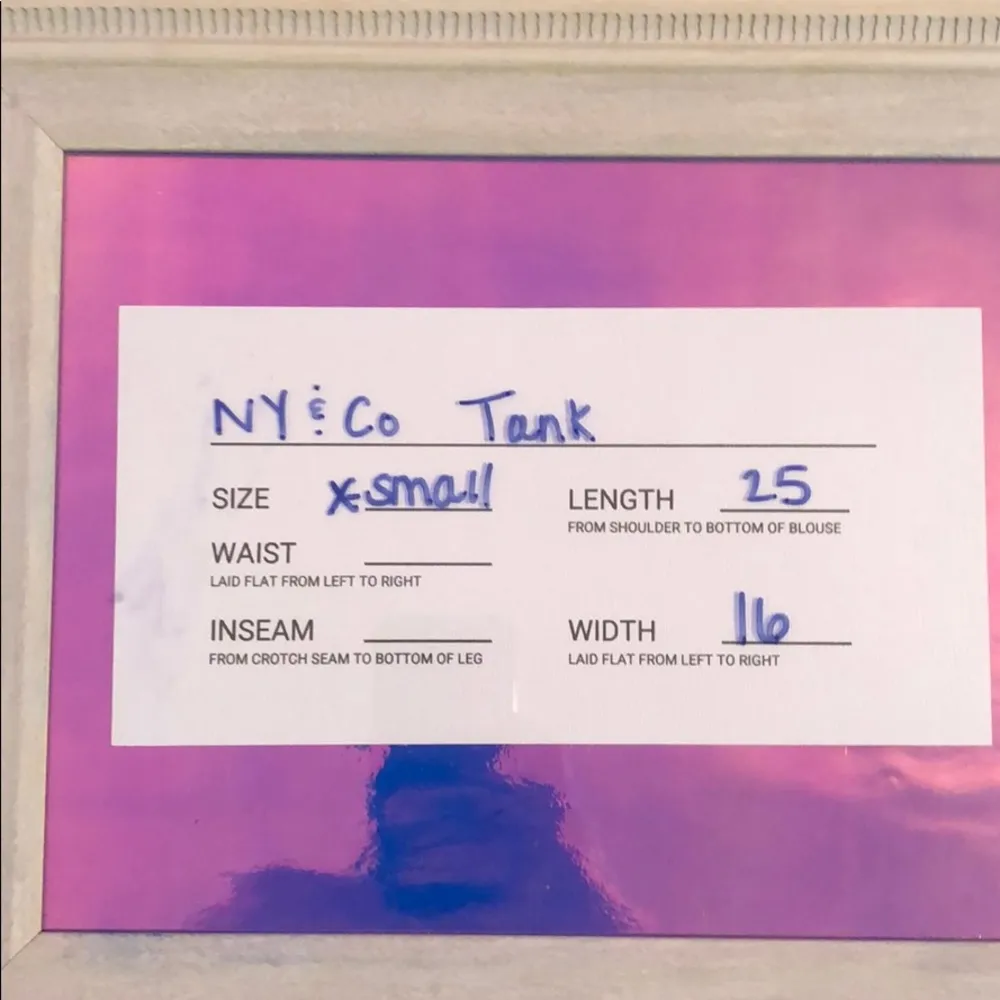 NY & Co Tank
SIZE x-small
LENGTH 25
FROM SHOULDER TO BOTTOM OF BLOUSE
WAIST
LAID FLAT FROM LEFT TO RIGHT
INSEAM
FROM CROTCH SEAM TO BOTTOM OF LEG
WIDTH 16
LAID FLAT FROM LEFT TO RIGHT